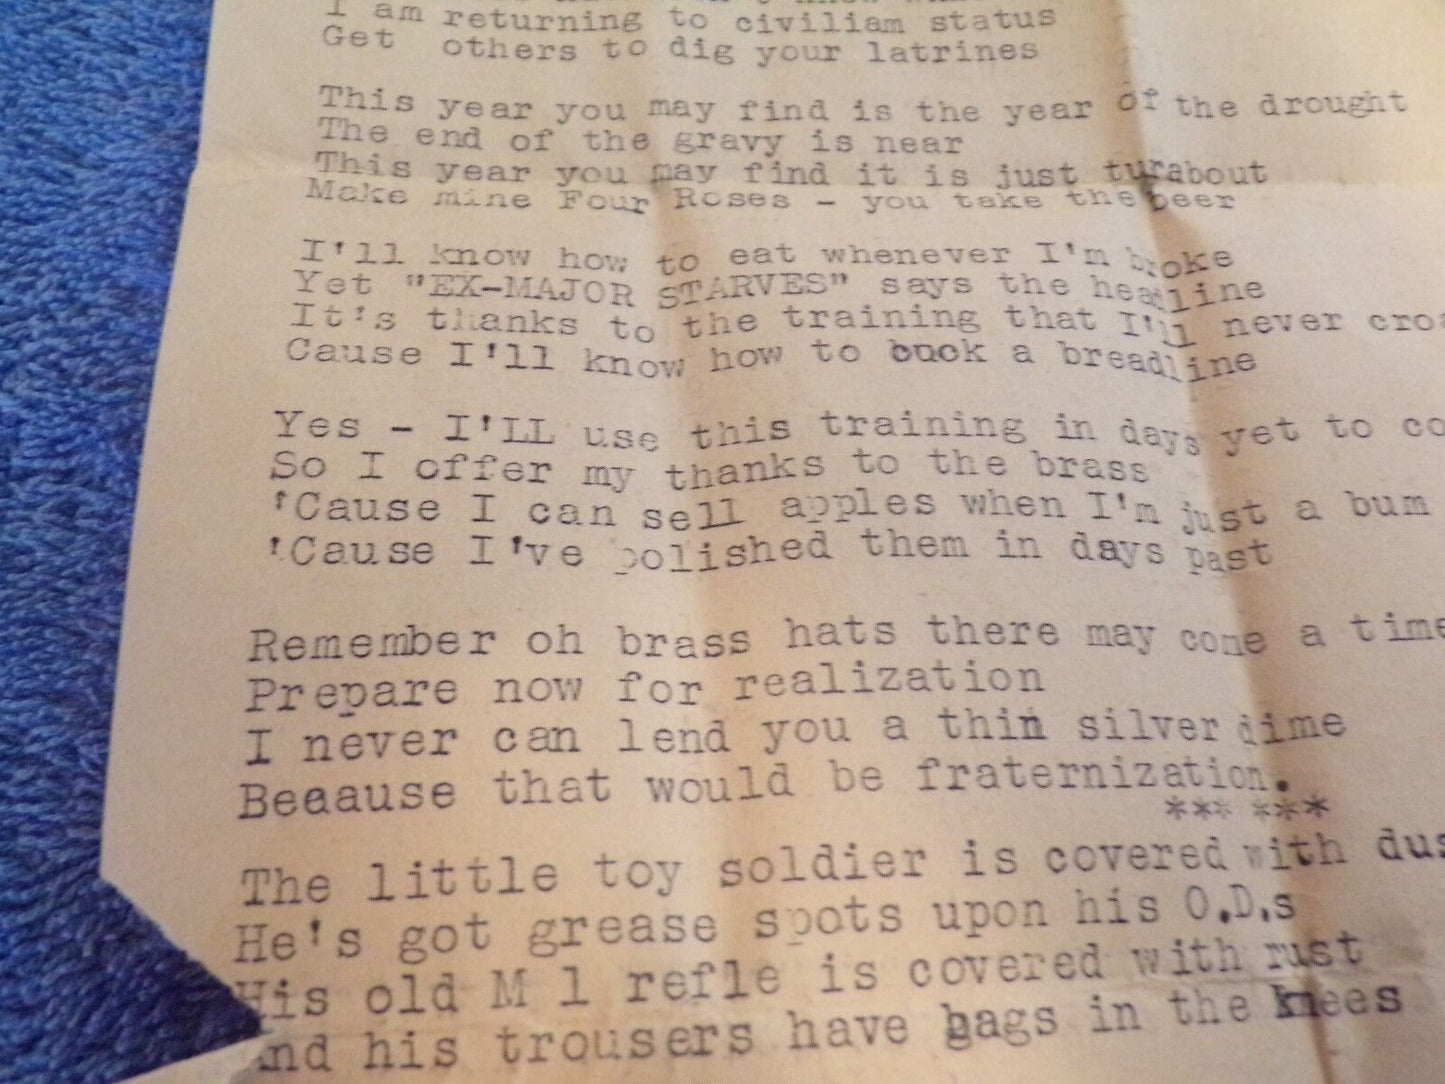 I am returning to civiliam status
Get others to dig your latrines
This year you may find is the year of the drought
The end of the gravy is near
This year you may find it is just turabout
Make mine Four Roses - you take the beer
I'll know how to eat whenever I'm broke
Yet "EX-MAJOR STARVES" says the headline
It's thanks to the training that I'll never croa
Cause I'll know how to buck a breadline
Yes - I'LL use this training in days yet to co
So I offer my thanks to the brass
'Cause I can sell apples when I'm just a bum
'Cause I've polished them in days past
Remember oh brass hats there may come a time
Prepare now for realization
I never can lend you a thin silver dime
Beaause that would be fraternization.
*** ***
The little toy soldier is covered with dus
He's got grease spots upon his O.D.s
His old M 1 refle is covered with rust
And his trousers have bags in the knees